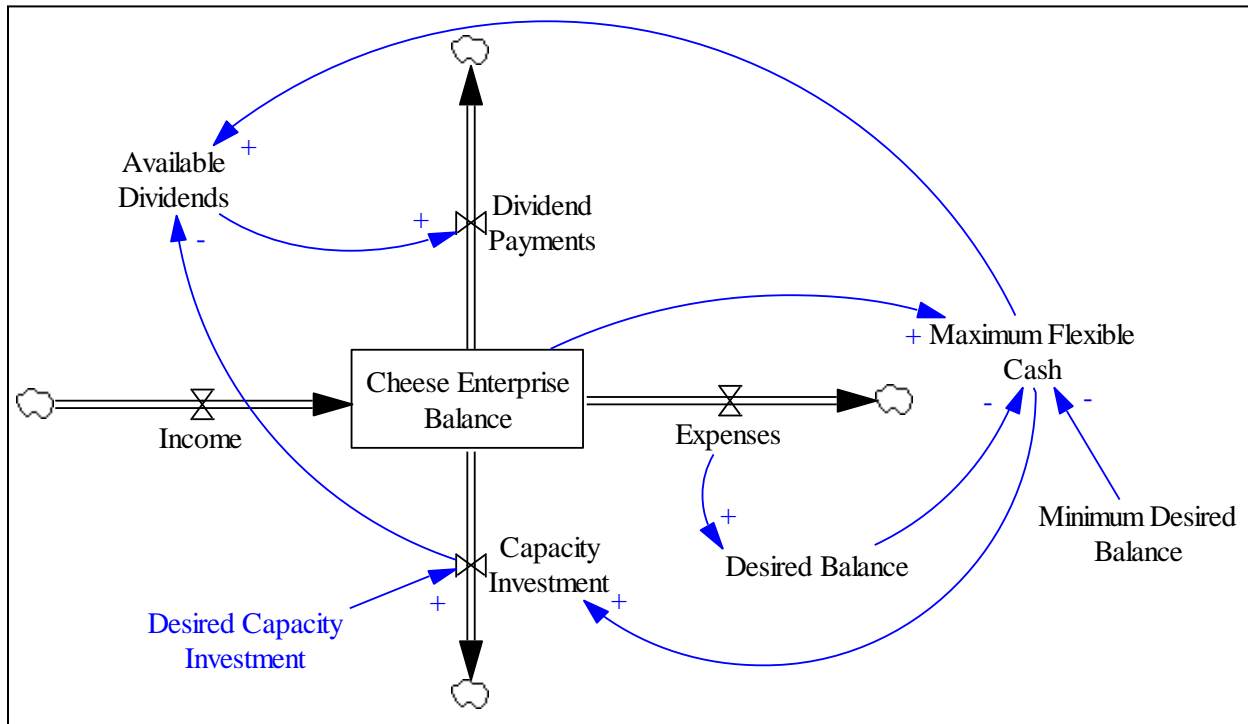 +
Available
Dividends
+
Dividend
Payments
-
+
Maximum Flexible
Cash
Cheese Enterprise
Balance
-
-
Income
Expenses
+
Minimum Desired
Balance
Capacity
Investment
Desired Balance
+
+
Desired Capacity
Investment